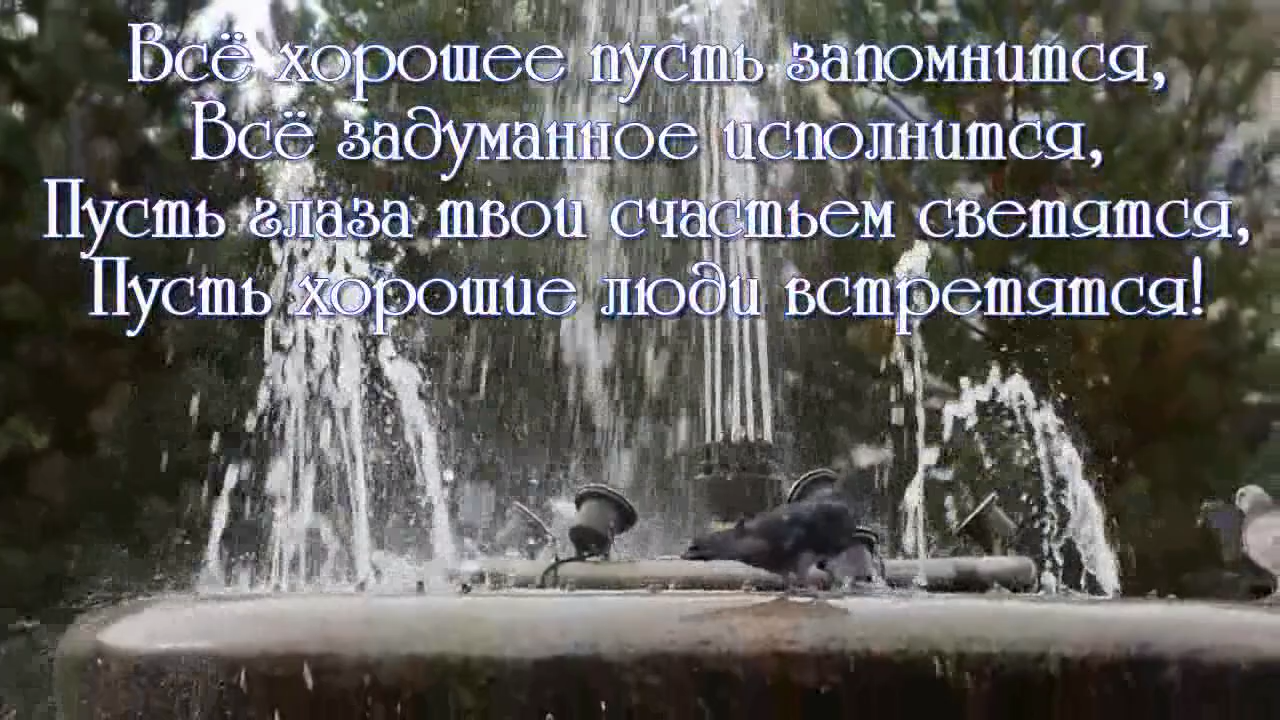 Всё хорошее пусть запомнится,
Всё задуманное исполнится,
Пусть глаза твои счастьем светятся,
Пусть хорошие люди встретятся!